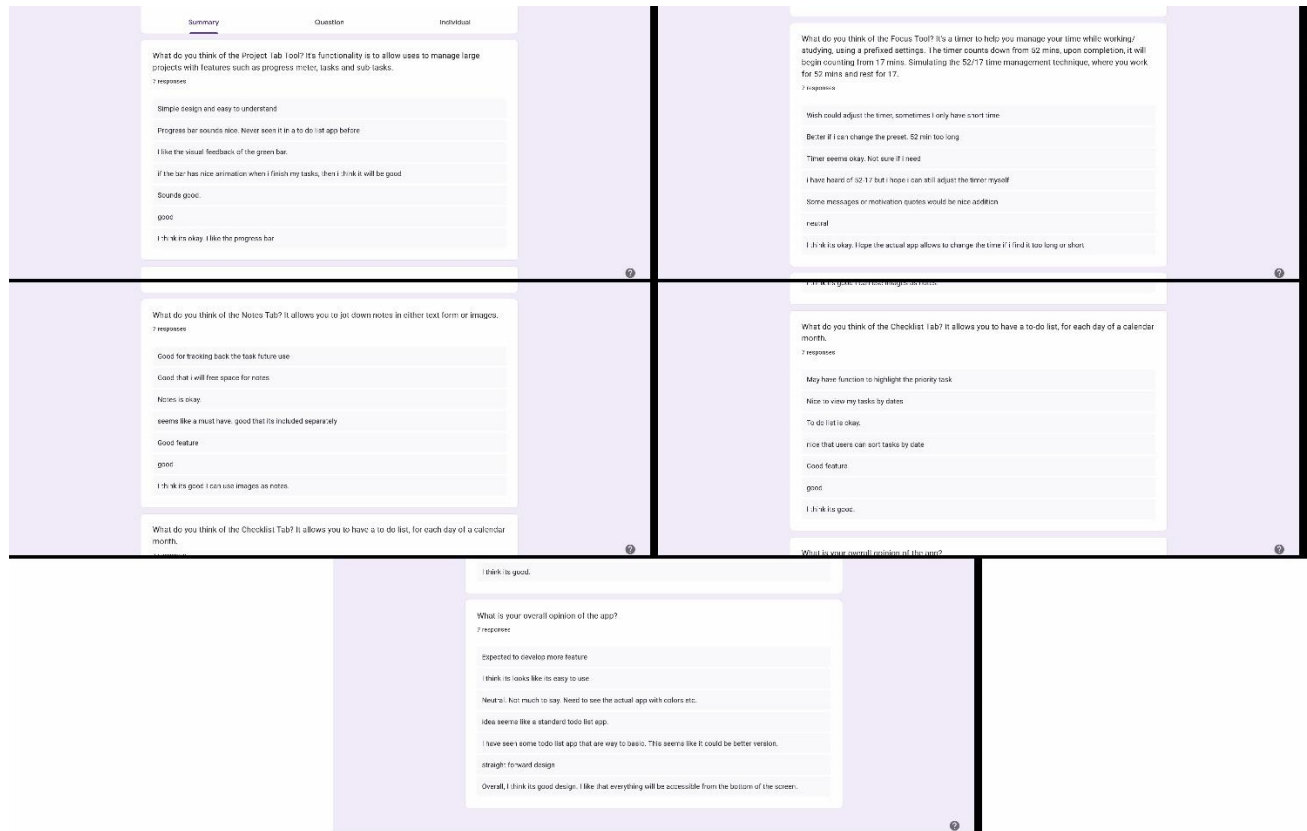 Summary
Question
Individual
What do you think of the Project Tab Tool? It's functionality is to allow uses to manage large
projects with features such as progress meter, tasks and sub-tasks.
7 responses
Simple design and easy to understand
Progress bar sounds nice. Never seen it in a to do list app before
I like the visual feedback of the green bar.
if the bar has nice animation when i finish my tasks, then i think it will be good
Sounds good.
good
I think its okay. I like the progress bar
What do you think of the Focus Tool? It's a timer to help you manage your time while working/
studying, using a prefixed settings. The timer counts down from 52 mins, upon completion, it will
begin counting from 17 mins. Simulating the 52/17 time management technique, where you work
for 52 mins and rest for 17.
7 responses
Wish could adjust the timer, sometimes I only have short time
Better if i can change the preset. 52 min too long
Timer seems okay. Not sure if i need
i have heard of 52-17 but i hope i can still adjust the timer myself
Some messages or motivation quotes would be nice addition
neutral
I think its okay. Hope the actual app allows to change the time if i find it too long or short
What do you think of the Notes Tab? It allows you to jot down notes in either text form or images.
7 responses
Good for tracking back the task future use
Good that i will free space for notes
Notes is okay.
seems like a must have. good that its included separately
Good feature
good
I think its good I can use images as notes.
What do you think of the Checklist Tab? It allows you to have a to do list, for each day of a calendar
month.
I think its good I can use images as notes.
What do you think of the Checklist Tab? It allows you to have a to-do list, for each day of a calendar
month.
7 responses
May have function to highlight the priority task
Nice to view my tasks by dates
To do list is okay.
nice that users can sort tasks by date
Good feature
good
I think its good.
What is your overall opinion of the app?
I think its good.
What is your overall opinion of the app?
7 responses
Expected to develop more feature
I think its looks like its easy to use
Neutral. Not much to say. Need to see the actual app with colors etc.
idea seems like a standard todo list app.
I have seen some todo list app that are way to basic. This seems like it could be better version.
straight forward design
Overall, I think its good design. I like that everything will be accessible from the bottom of the screen.